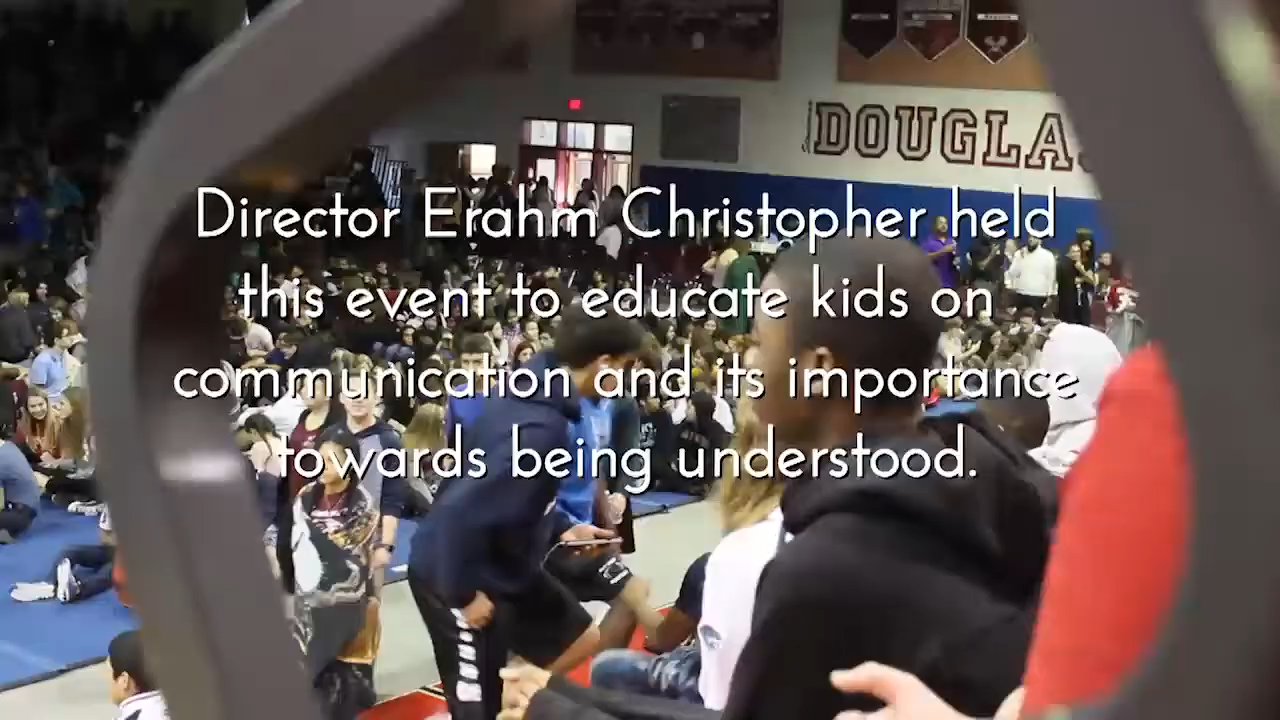 DOUGLA
Director Erahm Christopher held
this event to educate kids on
communication and its importance
towards being understood.